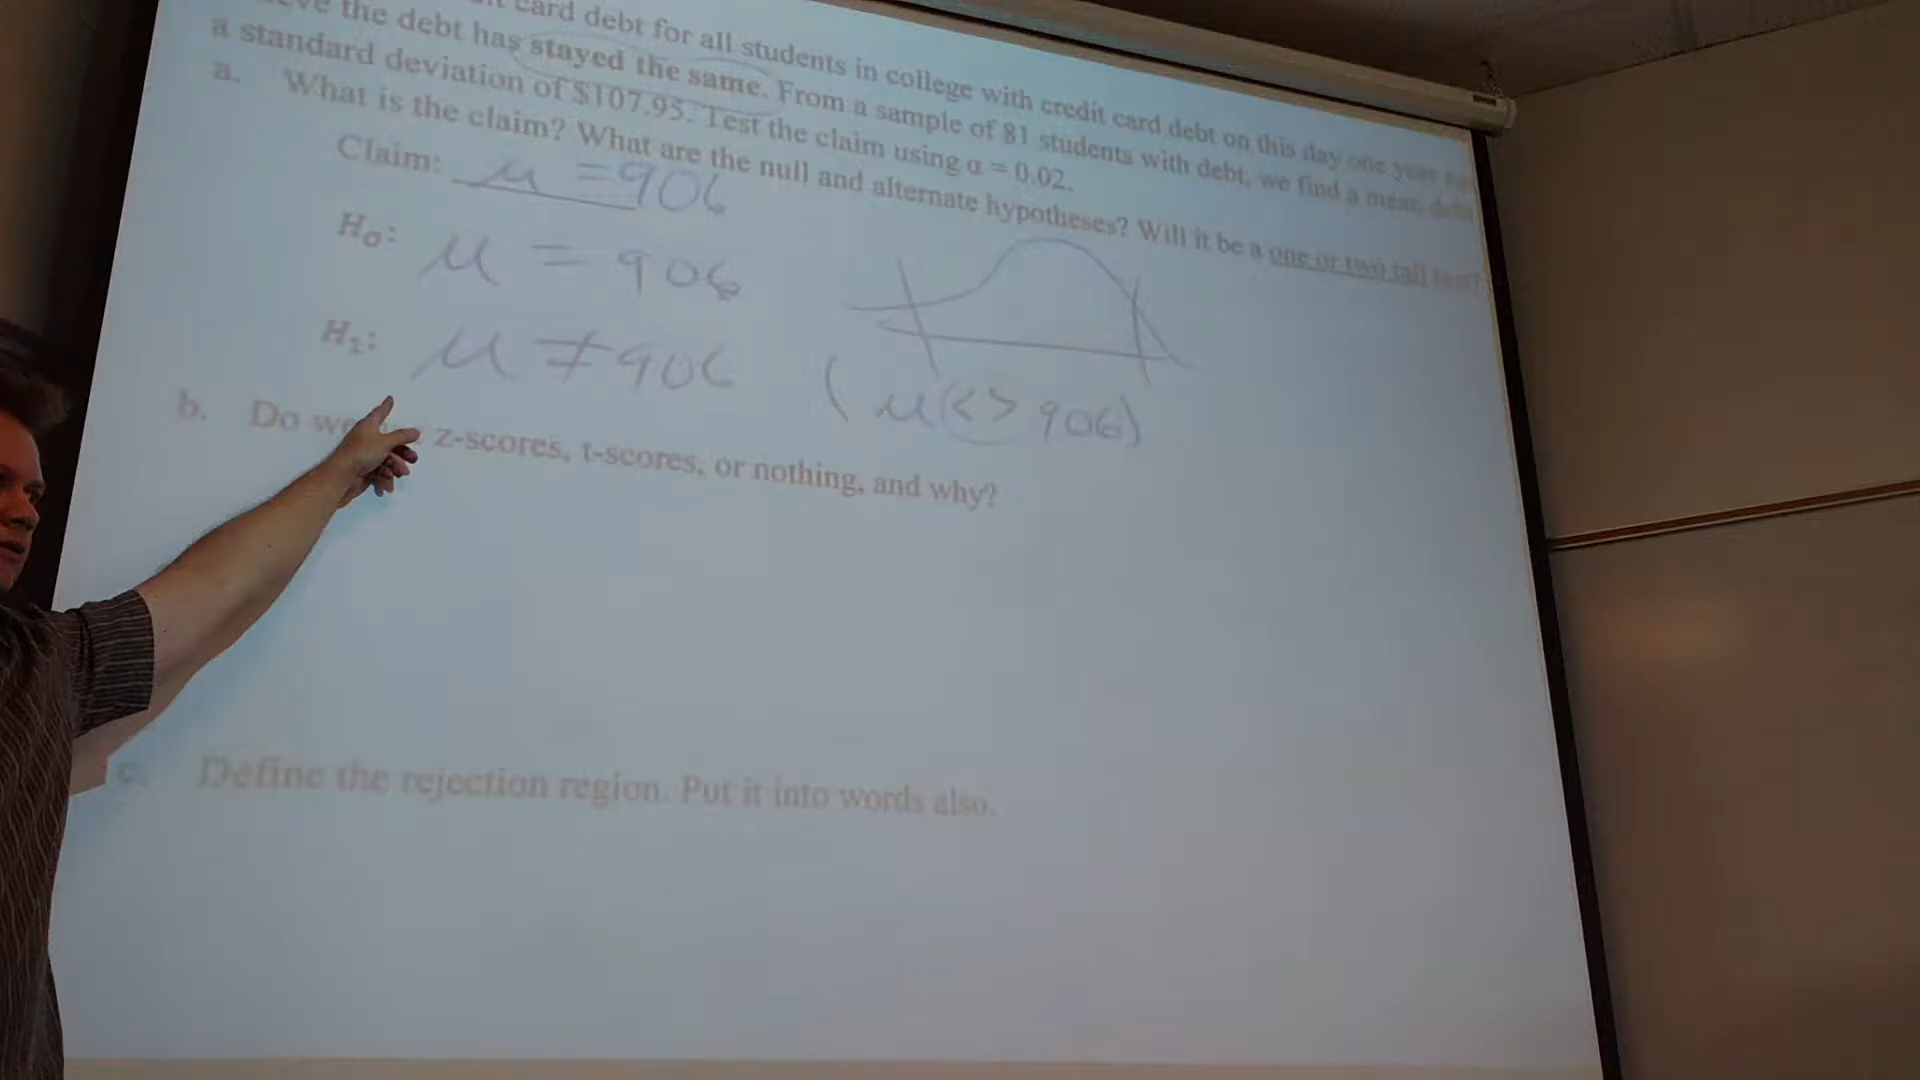 card debt for all students in college with credit card debt on this day one year
the debt has stayed the same. From a sample of 81 students with debt, we find a mean debt
a standard deviation of $107.95. Test the claim using α = 0.02.
a. What is the claim? What are the null and alternate hypotheses? Will it be a one or two tail test?
Claim: μ = 906
H₀: μ = 906
H₁: μ ≠ 906 (μ <> 906)
b. Do we z-scores, t-scores, or nothing, and why?
c. Define the rejection region. Put it into words also.